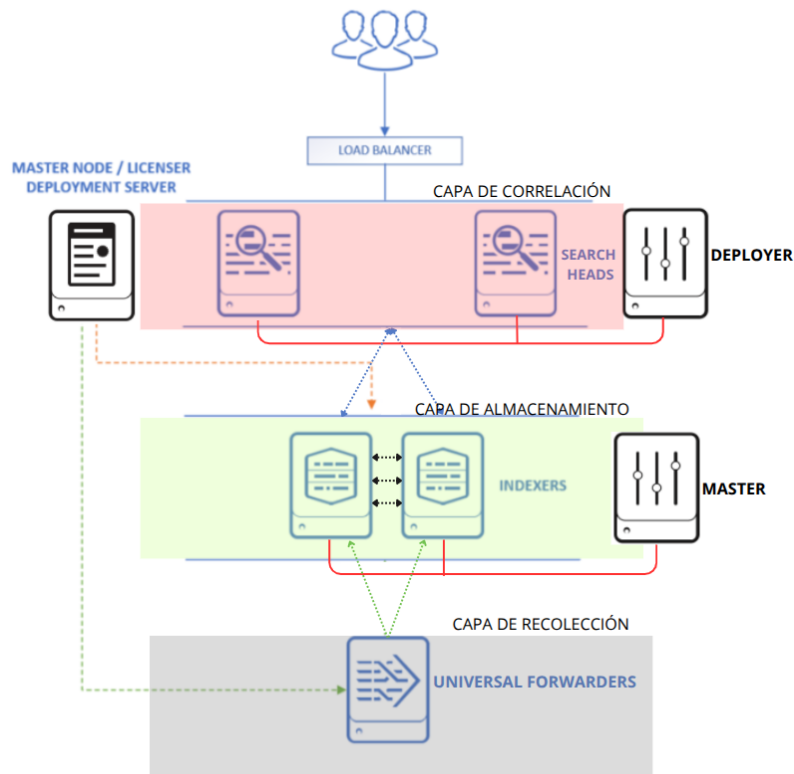 LOAD BALANCER
MASTER NODE / LICENSER
DEPLOYMENT SERVER
CAPA DE CORRELACIÓN
SEARCH
HEADS
DEPLOYER
CAPA DE ALMACENAMIENTO
INDEXERS
MASTER
CAPA DE RECOLECCIÓN
UNIVERSAL FORWARDERS